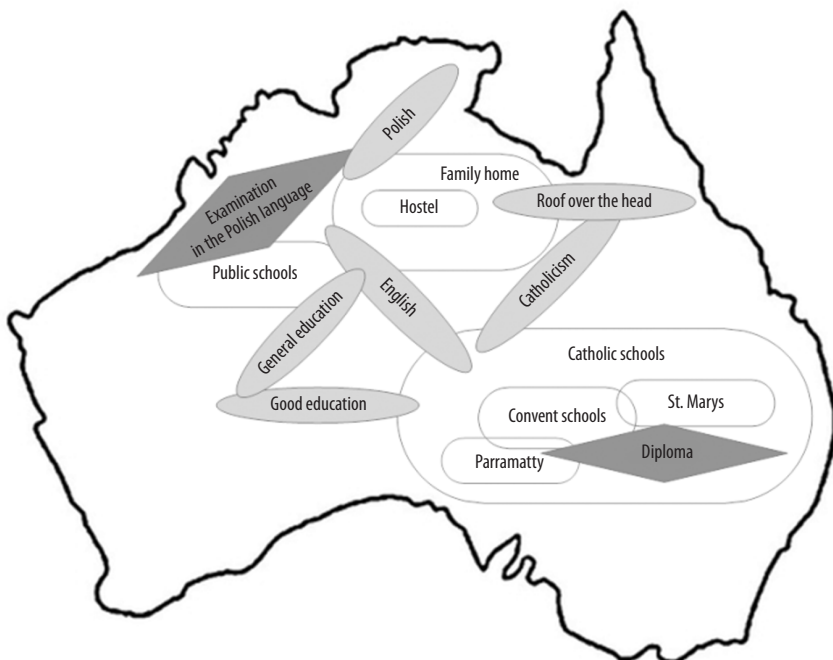 Polish
Family home
Examination
in the Polish language
Hostel
Roof over the head
Public schools
English
Catholicism
General education
Catholic schools
Good education
Convent schools
St. Marys
Parramatty
Diploma